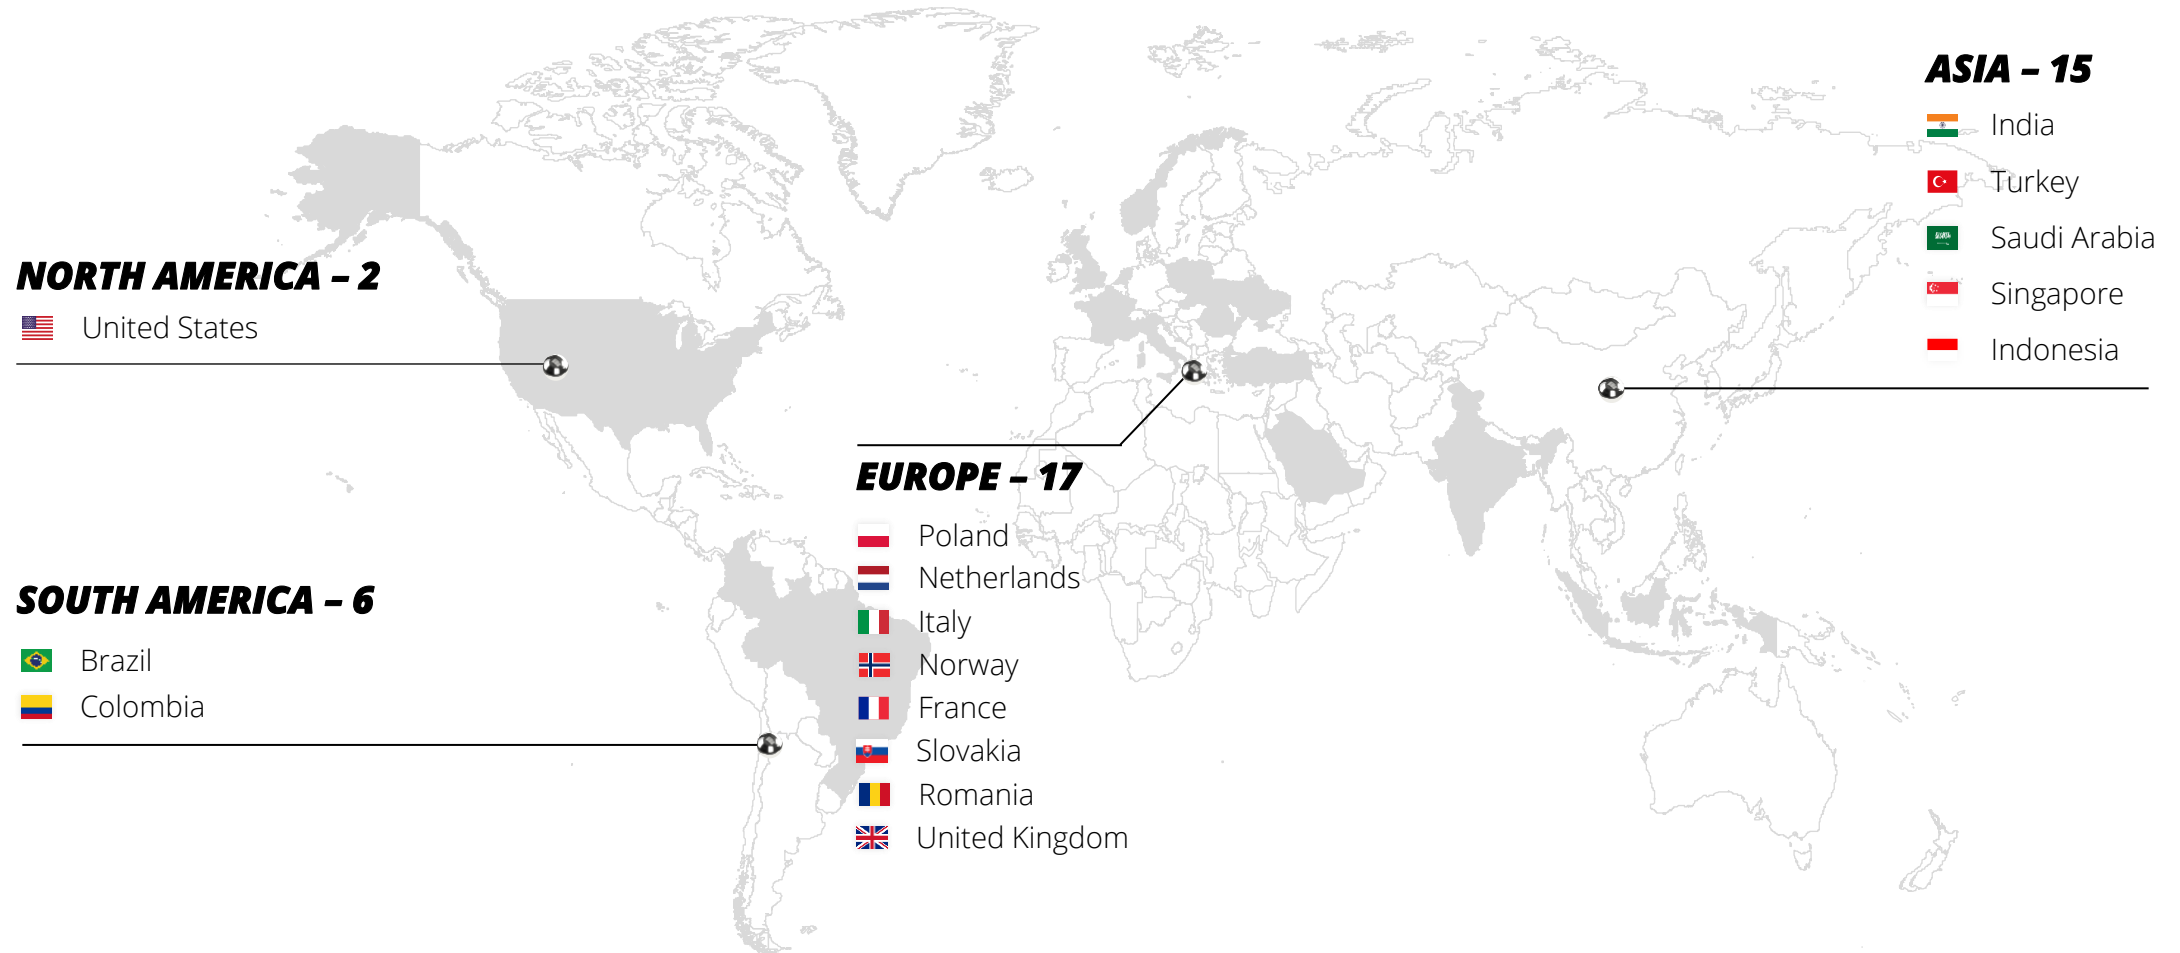 NORTH AMERICA – 2
United States
SOUTH AMERICA – 6
Brazil
Colombia
EUROPE – 17
Poland
Netherlands
Italy
Norway
France
Slovakia
Romania
United Kingdom
ASIA – 15
India
Turkey
Saudi Arabia
Singapore
Indonesia